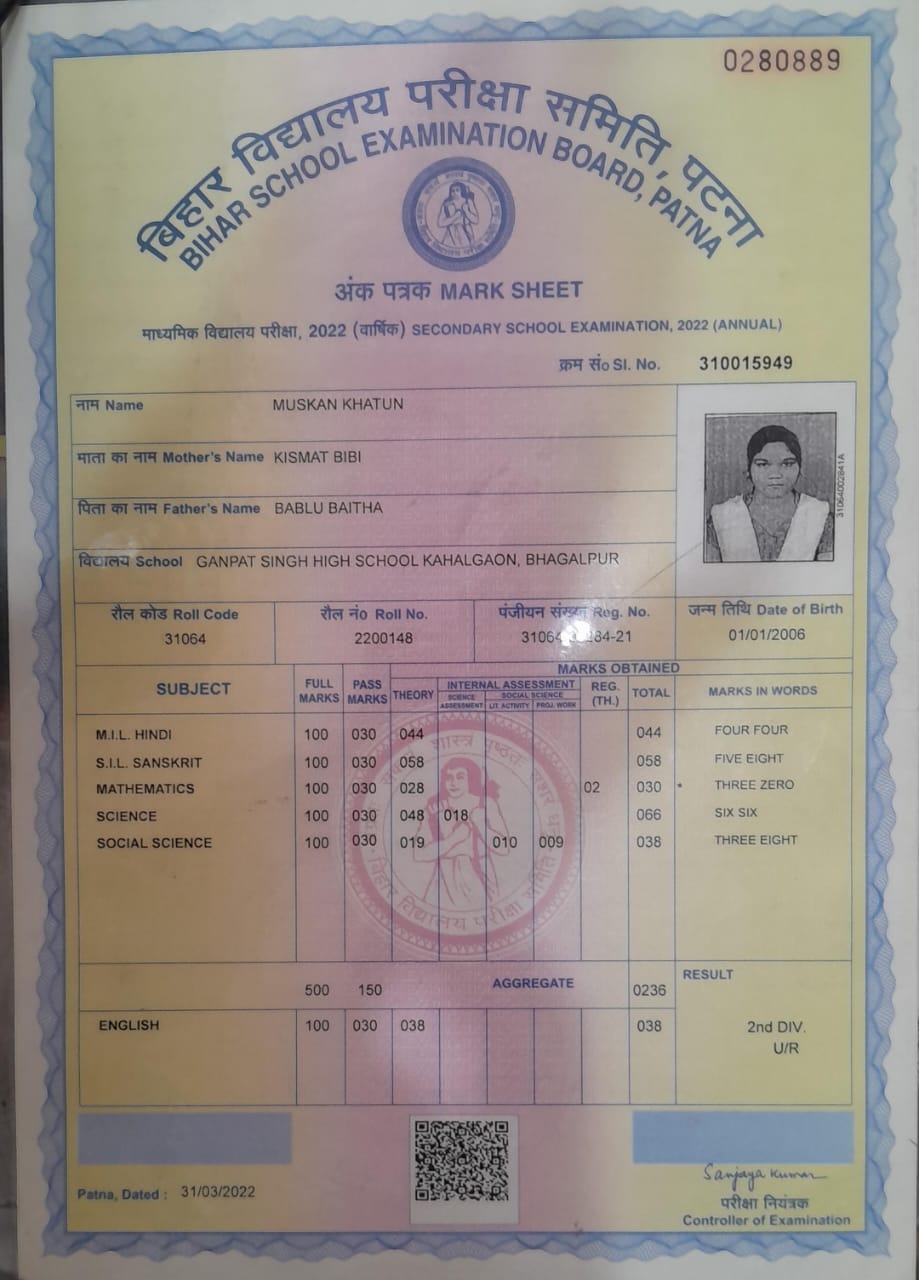 0280889
बिहार विद्यालय परीक्षा समिति, पटना
BIHAR SCHOOL EXAMINATION BOARD, PATNA
अंक पत्रक MARK SHEET
माध्यमिक विद्यालय परीक्षा, 2022 (वार्षिक) SECONDARY SCHOOL EXAMINATION, 2022 (ANNUAL)
क्रम सं० Sl. No. 310015949
नाम Name MUSKAN KHATUN
माता का नाम Mother's Name KISMAT BIBI
पिता का नाम Father's Name BABLU BAITHA
विद्यालय School GANPAT SINGH HIGH SCHOOL KAHALGAON, BHAGALPUR
31064002841A
रौल कोड Roll Code रौल नं० Roll No. पंजीयन संख्या Reg. No. जन्म तिथि Date of Birth
31064 2200148 01/01/2006
MARKS OBTAINED
SUBJECT FULL MARKS PASS MARKS THEORY INTERNAL ASSESSMENT REG. (TH.) TOTAL MARKS IN WORDS
SCIENCE ASSESSMENT SOCIAL SCIENCE LIT. ACTIVITY PROJ. WORK
M.I.L. HINDI 100 030 044 044 FOUR FOUR
S.I.L. SANSKRIT 100 030 058 058 FIVE EIGHT
MATHEMATICS 100 030 028 02 030 * THREE ZERO
SCIENCE 100 030 048 018 066 SIX SIX
SOCIAL SCIENCE 100 030 019 010 009 038 THREE EIGHT
बिहार विद्यालय परीक्षा समिति
500 150 AGGREGATE 0236 RESULT
ENGLISH 100 030 038 038 2nd DIV.
U/R
Sanjaya Kumar
Patna, Dated : 31/03/2022
परीक्षा नियंत्रक
Controller of Examination